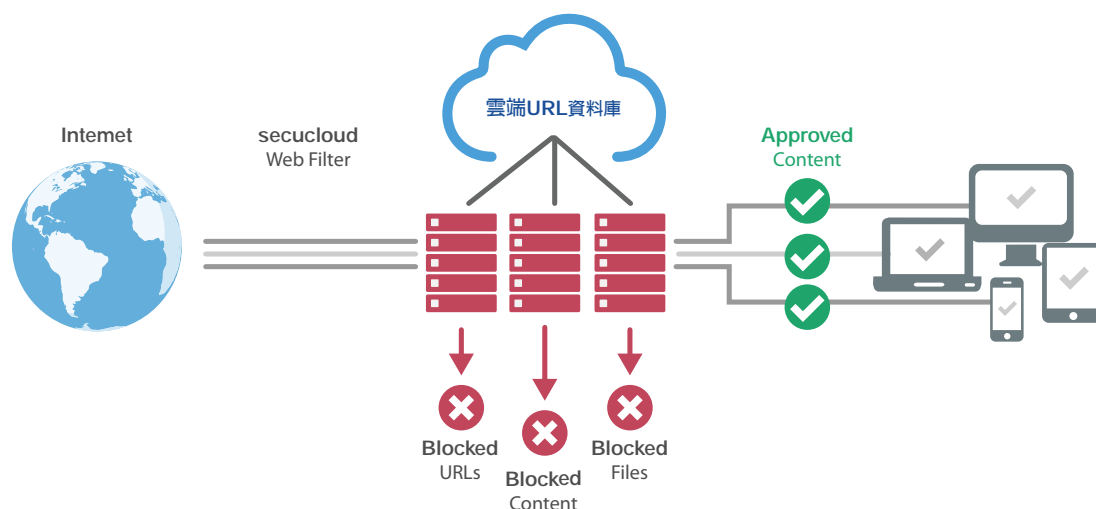 雲端URL資料庫
Internet
secucloud
Web Filter
Approved
Content
Blocked
URLs
Blocked
Content
Blocked
Files